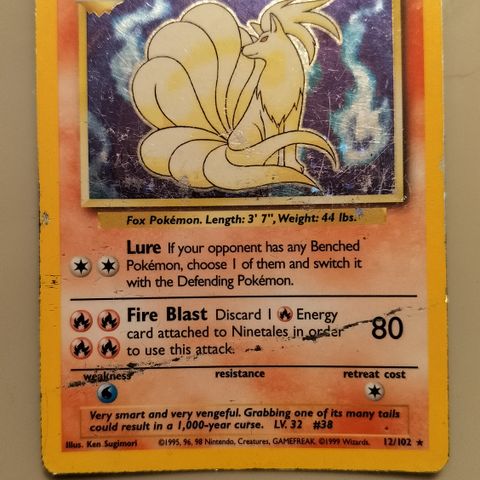 Fox Pokémon. Length: 3' 7", Weight: 44 lbs.
Lure If your opponent has any Benched
Pokémon, choose 1 of them and switch it
with the Defending Pokémon.
Fire Blast Discard 1 Energy
card attached to Ninetales in order
to use this attack.
80
weakness resistance retreat cost
Very smart and very vengeful. Grabbing one of its many tails
could result in a 1,000-year curse. LV. 32 #38
Illus. Ken Sugimori ©1995, 96, 98 Nintendo, Creatures, GAMEFREAK. ©1999 Wizards. 12/102 ★